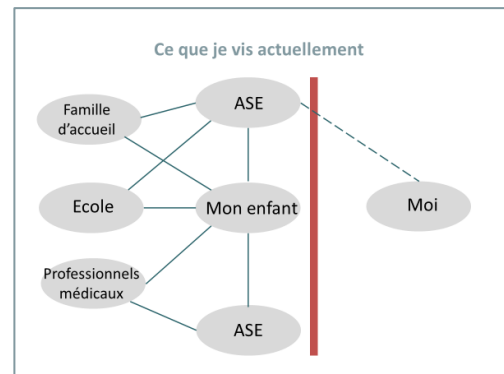 Ce que je vis actuellement
Famille
d'accueil
ASE
Ecole
Mon enfant
Moi
Professionnels
médicaux
ASE